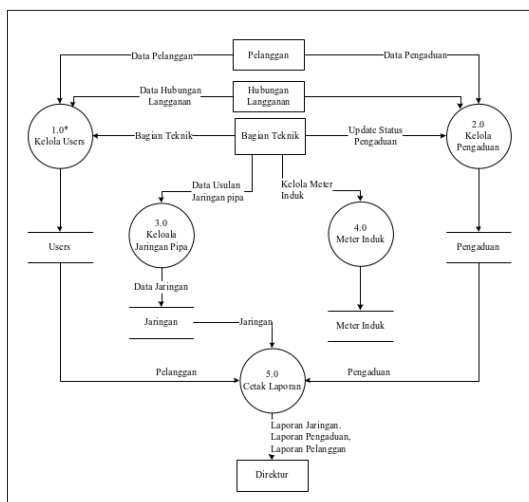 Data Pelanggan
Pelanggan
Data Pengaduan
Data Hubungan
Langganan
Hubungan
Langganan
1.0*
Kelola Users
Bagian Teknik
Bagian Teknik
Update Status
Pengaduan
2.0
Kelola
Pengaduan
Data Usulan
Jaringan pipa
Kelola Meter
Induk
3.0
Keloala
Jaringan Pipa
4.0
Meter Induk
Users
Pengaduan
Data Jaringan
Jaringan
Jaringan
Meter Induk
Pelanggan
5.0
Cetak Laporan
Pengaduan
Laporan Jaringan.
Laporan Pengaduan,
Laporan Pelanggan
Direktur